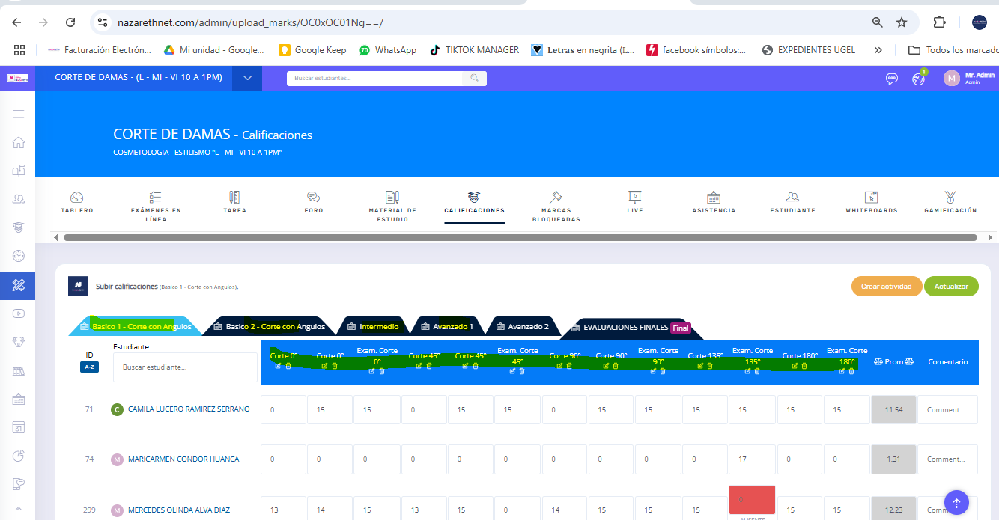 nazarethnet.com/admin/upload_marks/OC0xOC01Ng==/
Facturación Electrón...
Mi unidad - Google...
Google Keep
70
WhatsApp
TIKTOK MANAGER
Letras en negrita
facebook símbolos:...
EXPEDIENTES UGEL
»
Todos los marcado
CORTE DE DAMAS - (L - MI - VI 10 A 1PM)
Buscar estudiantes...
1
M
Mr. Admin
Admin
CORTE DE DAMAS - Calificaciones
COSMETOLOGIA - ESTILISMO "L - MI - VI 10 A 1PM"
TABLERO
EXÁMENES EN LÍNEA
TAREA
FORO
MATERIAL DE ESTUDIO
CALIFICACIONES
MARCAS BLOQUEADAS
LIVE
ASISTENCIA
ESTUDIANTE
WHITEBOARDS
GAMIFICACIÓN
Subir calificaciones (Basico 1 - Corte con Angulos).
Crear actividad
Actualizar
Basico 1 - Corte con Angulos
Basico 2 - Corte con Angulos
Intermedio
Avanzado 1
Avanzado 2
EVALUACIONES FINALES Final
ID
A-Z
Estudiante
Buscar estudiante...
Corte 0°
Corte 0°
Exam. Corte 0°
Corte 45°
Corte 45°
Exam. Corte 45°
Corte 90°
Corte 90°
Exam. Corte 90°
Corte 135°
Exam. Corte 135°
Corte 180°
Exam. Corte 180°
Prom
Comentario
71 C CAMILA LUCERO RAMIREZ SERRANO 0 15 15 0 15 15 0 15 15 15 15 15 15 11.54 Comment...
74 M MARICARMEN CONDOR HUANCA 0 0 0 0 0 0 0 0 0 0 17 0 0 1.31 Comment...
299 M MERCEDES OLINDA ALVA DIAZ 13 14 15 13 15 0 14 15 15 15 0 15 15 12.23 Comm
AUSENTE
31